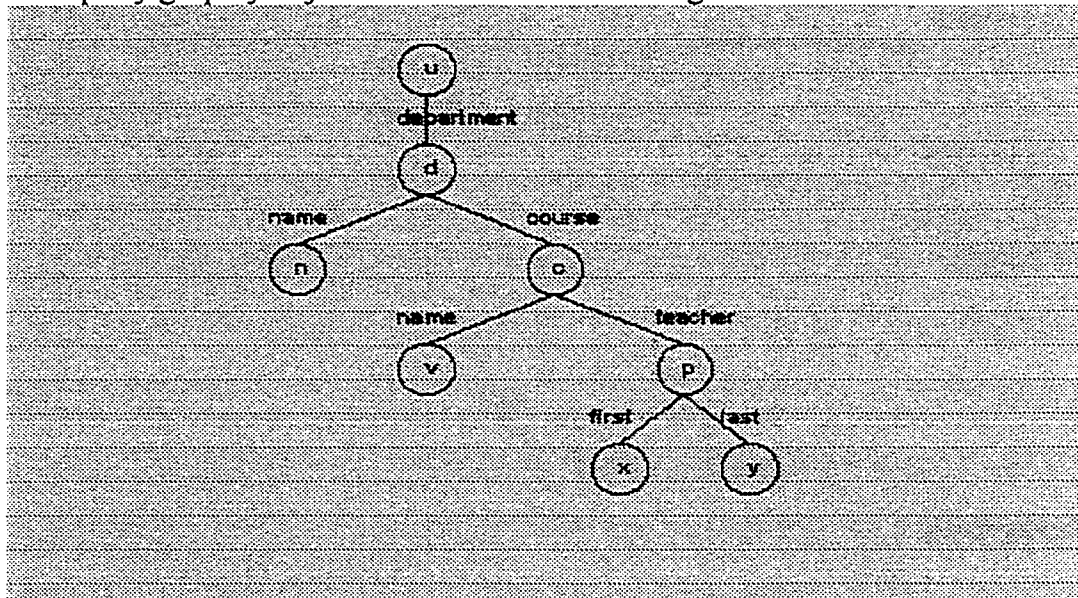 u
department
d
name course
n
name teacher
v p
first last
x y